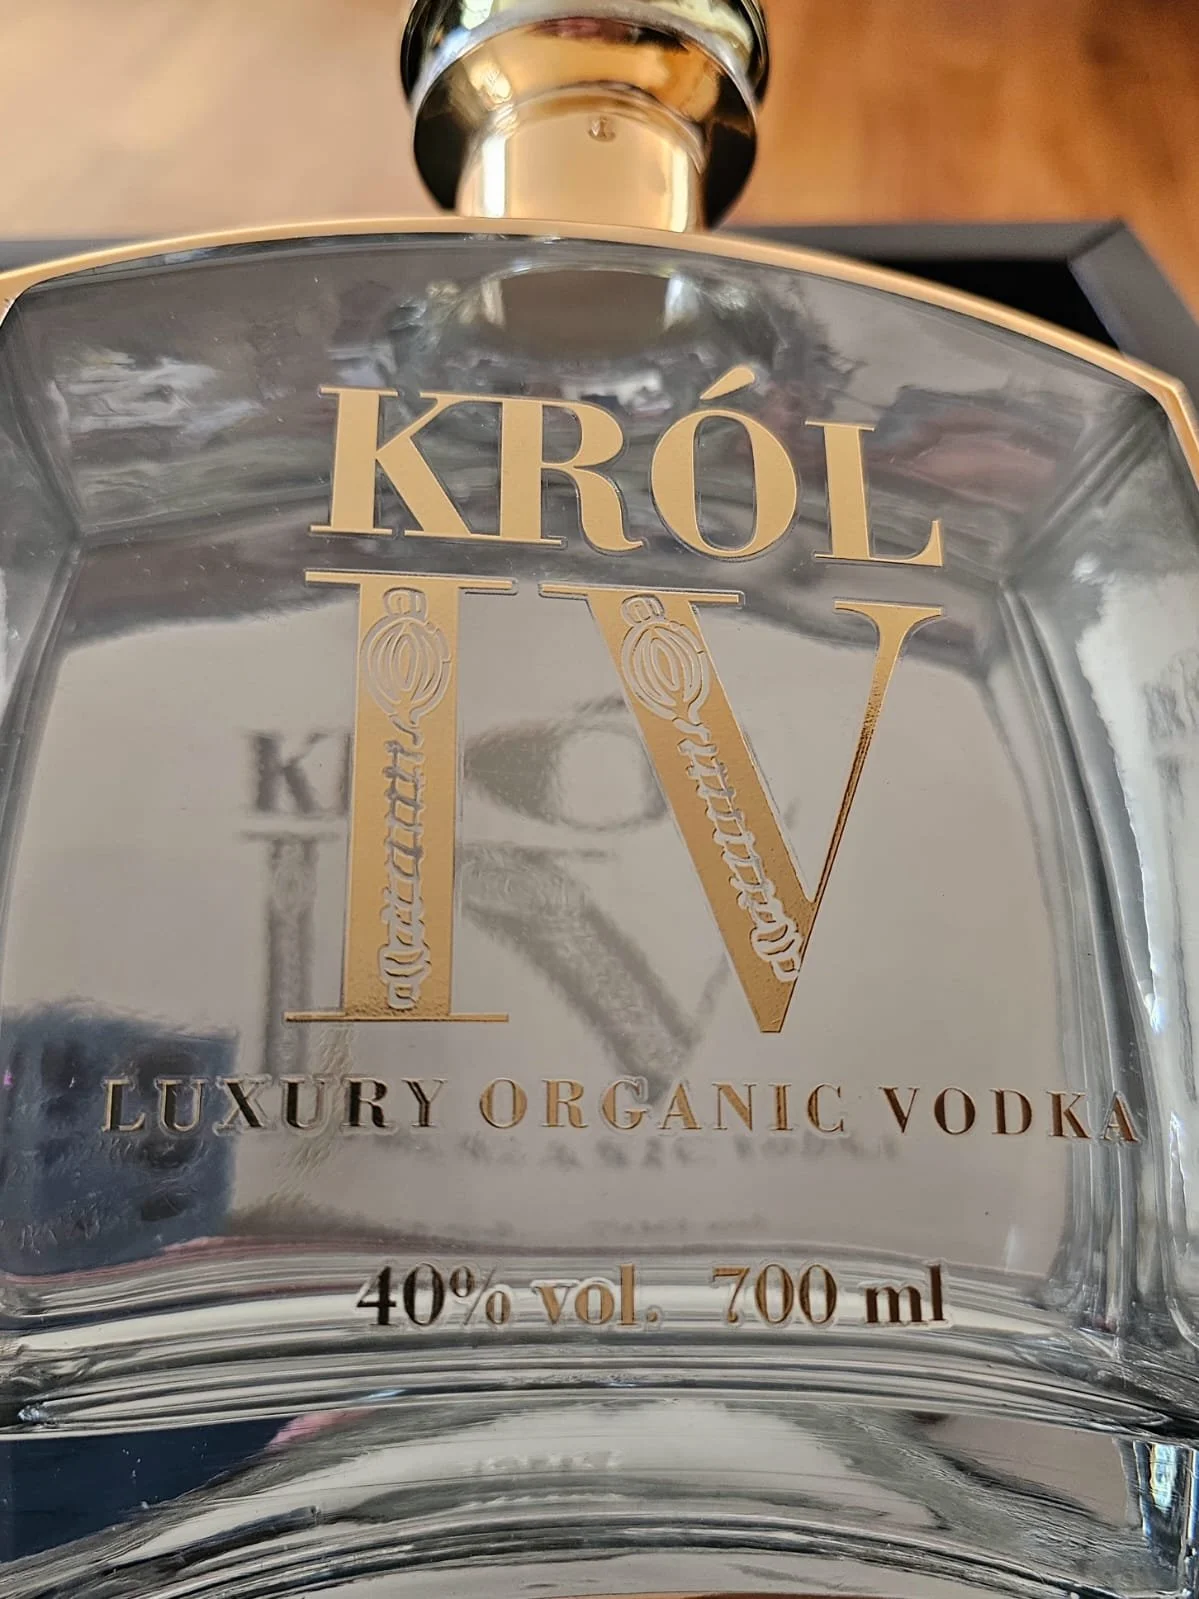 KRÓL
IV
LUXURY ORGANIC VODKA
40% vol. 700 ml